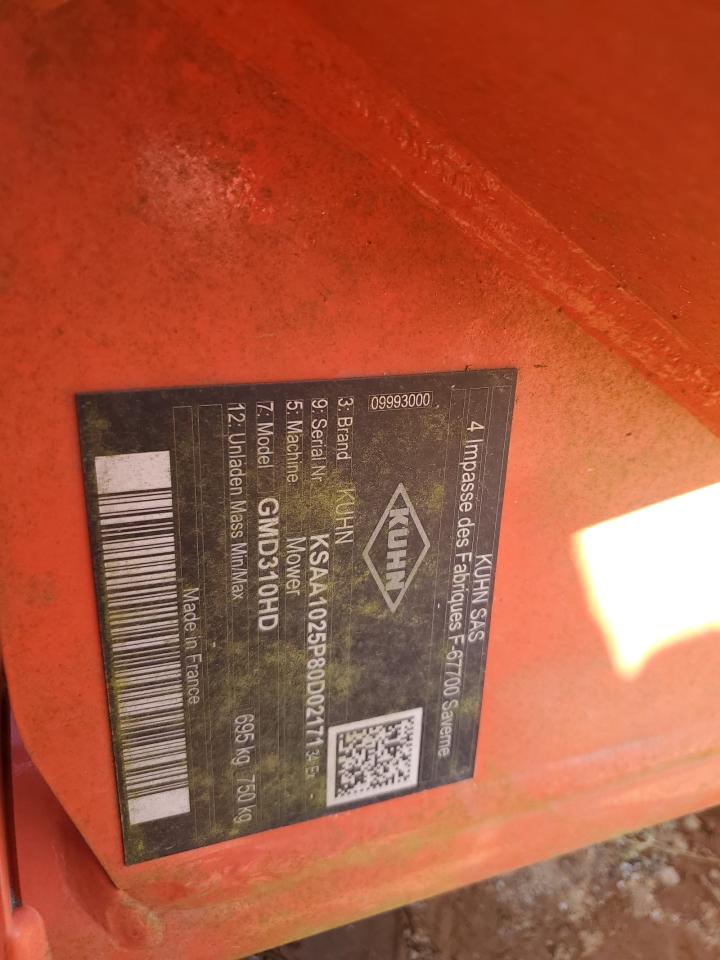 KUHN SAS
4 Impasse des Fabriques F-67700 Saverne
KUHN
09993000
3: Brand KUHN
9: Serial Nr. KSAA1025P80D02171
5: Machine Mower
7: Model GMD310HD
12: Unladen Mass Min/Max 695 kg 750 kg
Made in France